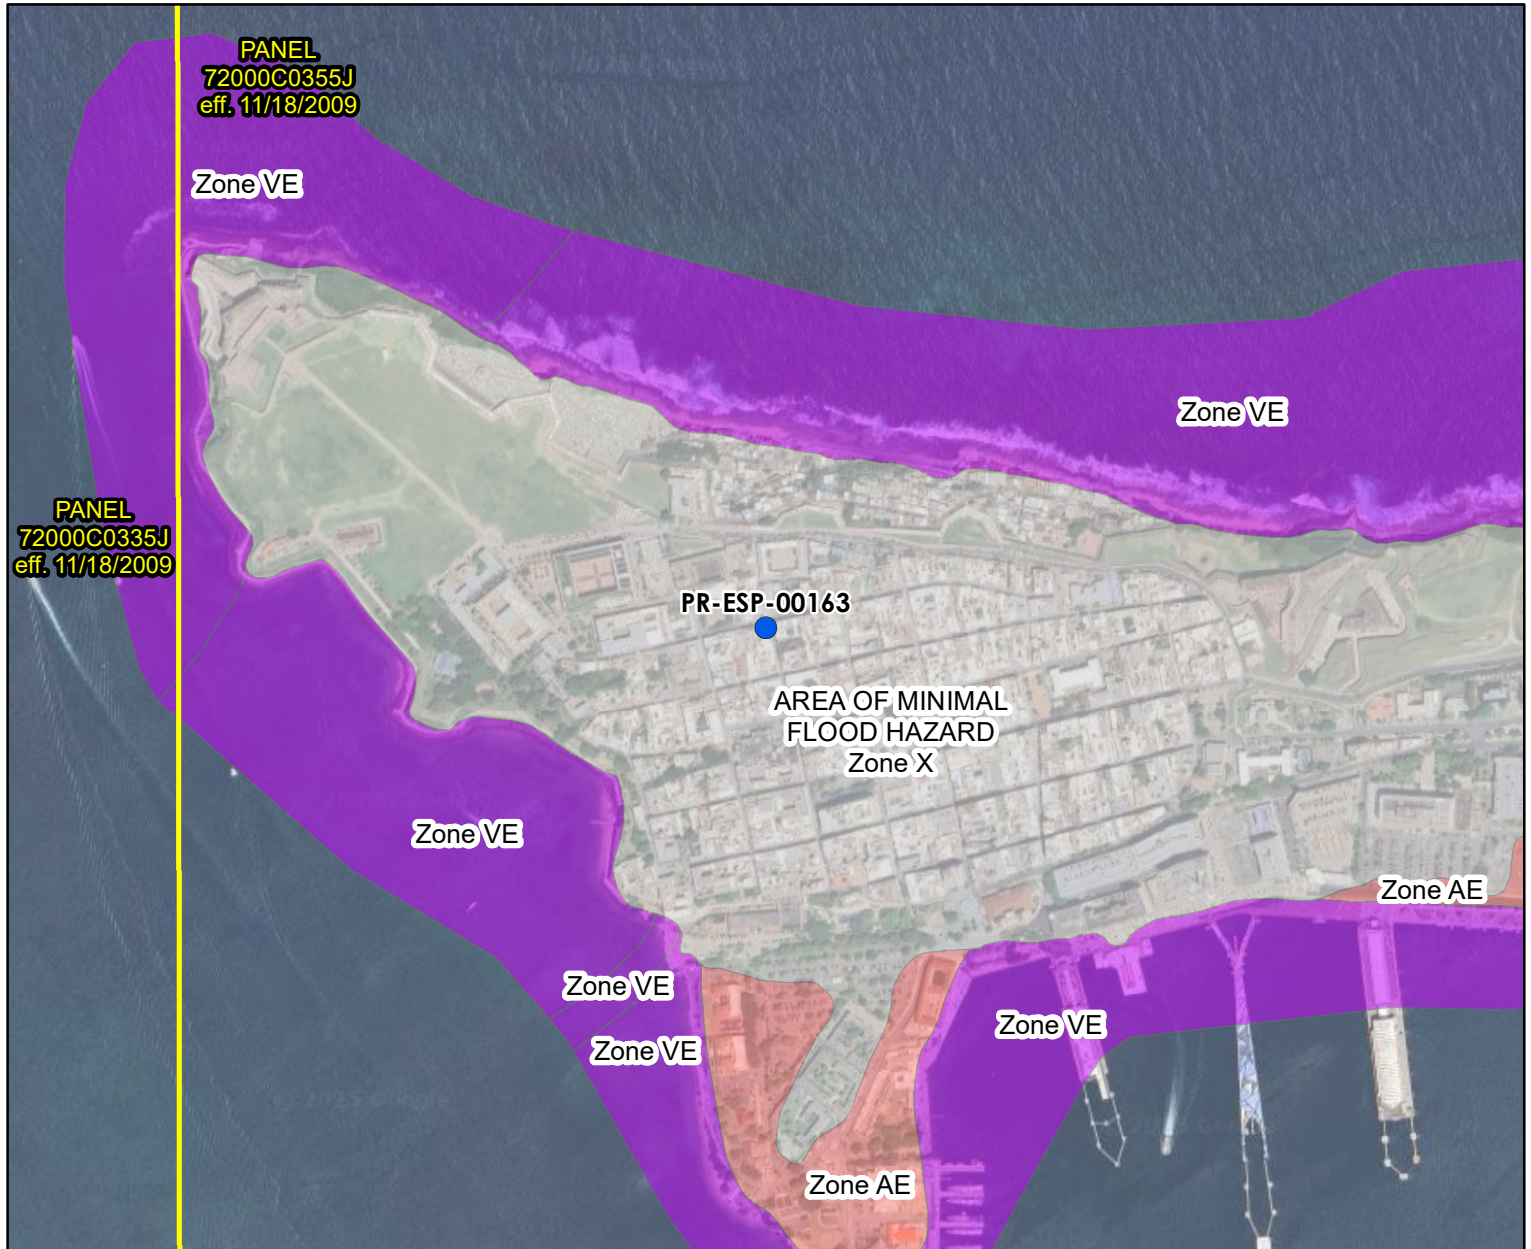 PANEL
72000C0355J
eff. 11/18/2009
Zone VE
Zone VE
PANEL
72000C0335J
eff. 11/18/2009
PR-ESP-00163
AREA OF MINIMAL
FLOOD HAZARD
Zone X
Zone VE
Zone AE
Zone VE
Zone VE
Zone VE
Zone AE